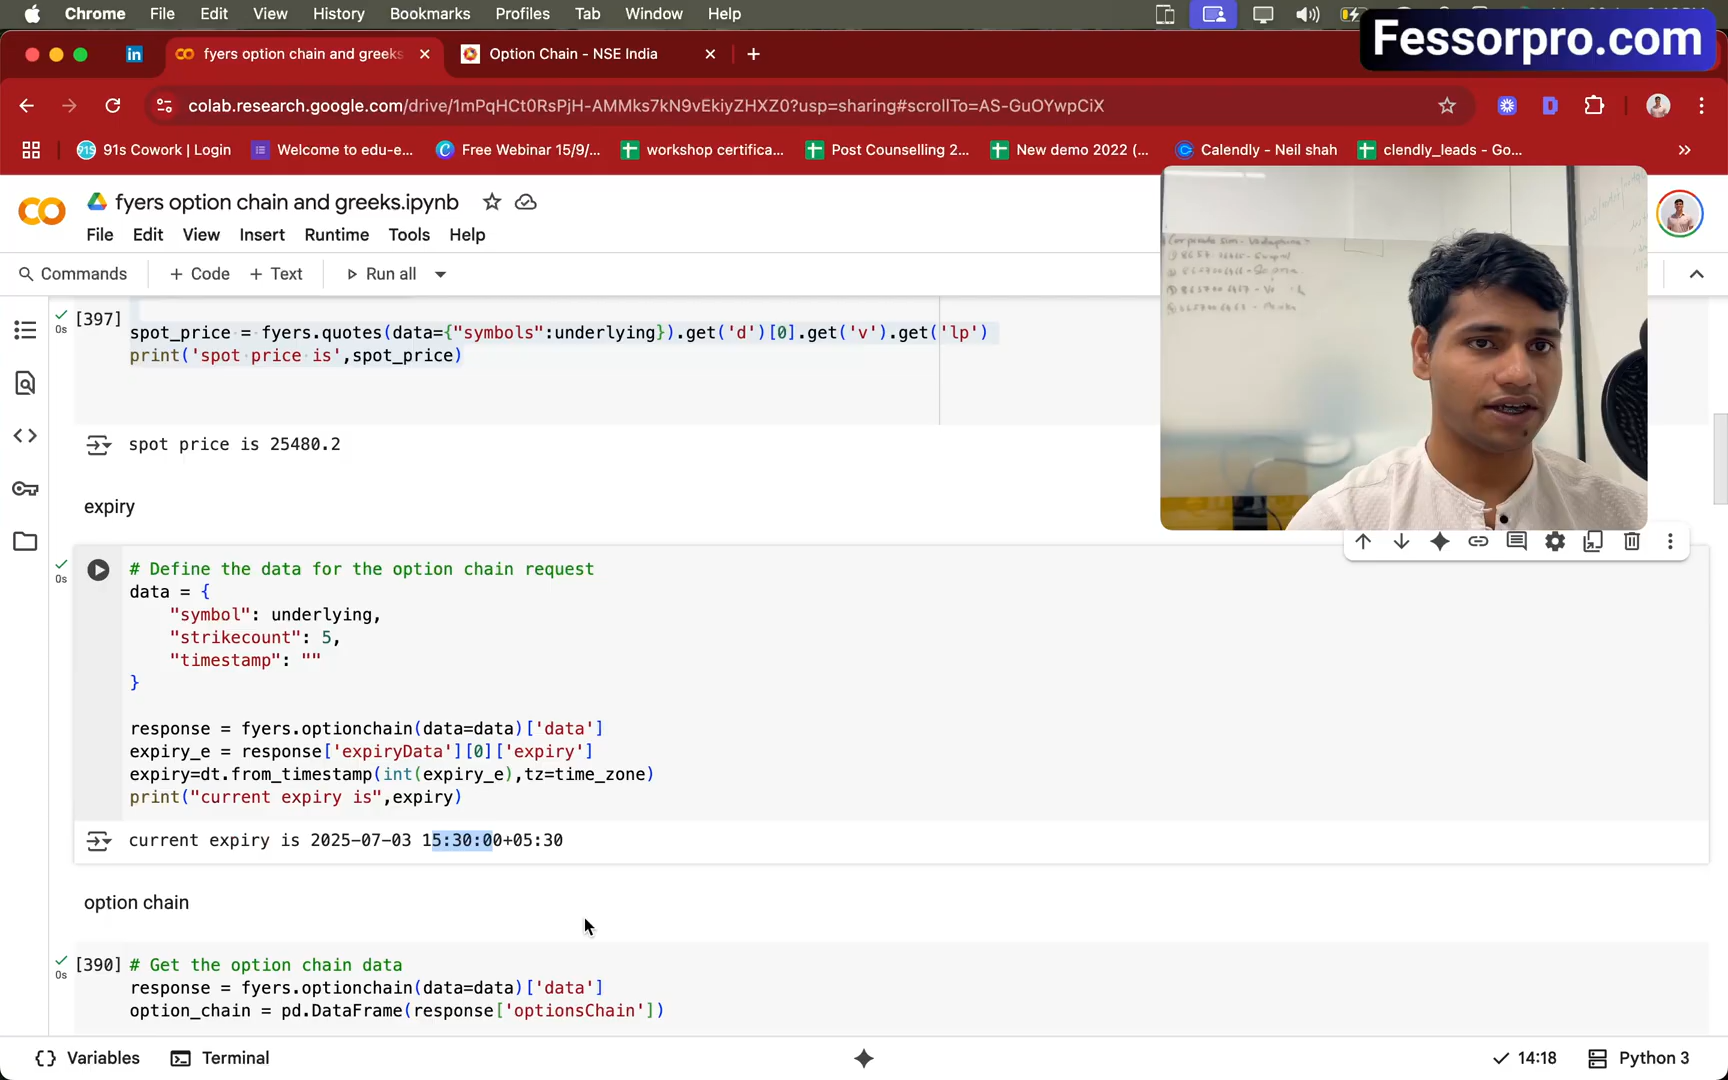 Chrome File Edit View History Bookmarks Profiles Tab Window Help
Fessorpro.com
fyers option chain and greeks
Option Chain - NSE India
colab.research.google.com/drive/1mPqHCt0RsPjH-AMMks7kN9vEkiyZHXZ0?usp=sharing#scrollTo=AS-GuOYwpCiX
91s Cowork | Login Welcome to edu-e... Free Webinar 15/9/... workshop certifica... Post Counselling 2... New demo 2022 (... Calendly - Neil shah clendly_leads - Go...
fyers option chain and greeks.ipynb
File Edit View Insert Runtime Tools Help
Commands + Code + Text Run all
[397]
spot_price = fyers.quotes(data={"symbols":underlying}).get('d')[0].get('v').get('lp')
0s
print('spot price is',spot_price)
spot price is 25480.2
expiry
# Define the data for the option chain request
0s
data = {
"symbol": underlying,
"strikecount": 5,
"timestamp": ""
}
response = fyers.optionchain(data=data)['data']
expiry_e = response['expiryData'][0]['expiry']
expiry=dt.from_timestamp(int(expiry_e),tz=time_zone)
print("current expiry is",expiry)
current expiry is 2025-07-03 15:30:00+05:30
option chain
[390] # Get the option chain data
0s
response = fyers.optionchain(data=data)['data']
option_chain = pd.DataFrame(response['optionsChain'])
Variables Terminal 14:18 Python 3